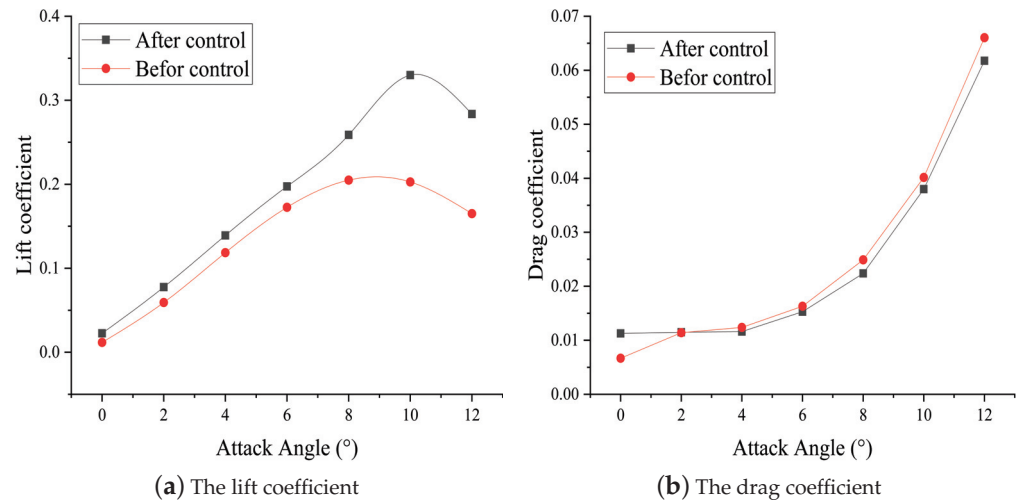 0.4
0.3
0.2
0.1
0.0
Lift coefficient
After control
Befor control
0 2 4 6 8 10 12
Attack Angle (°)
(a) The lift coefficient
0.07
0.06
0.05
0.04
0.03
0.02
0.01
0.00
Drag coefficient
After control
Befor control
0 2 4 6 8 10 12
Attack Angle (°)
(b) The drag coefficient